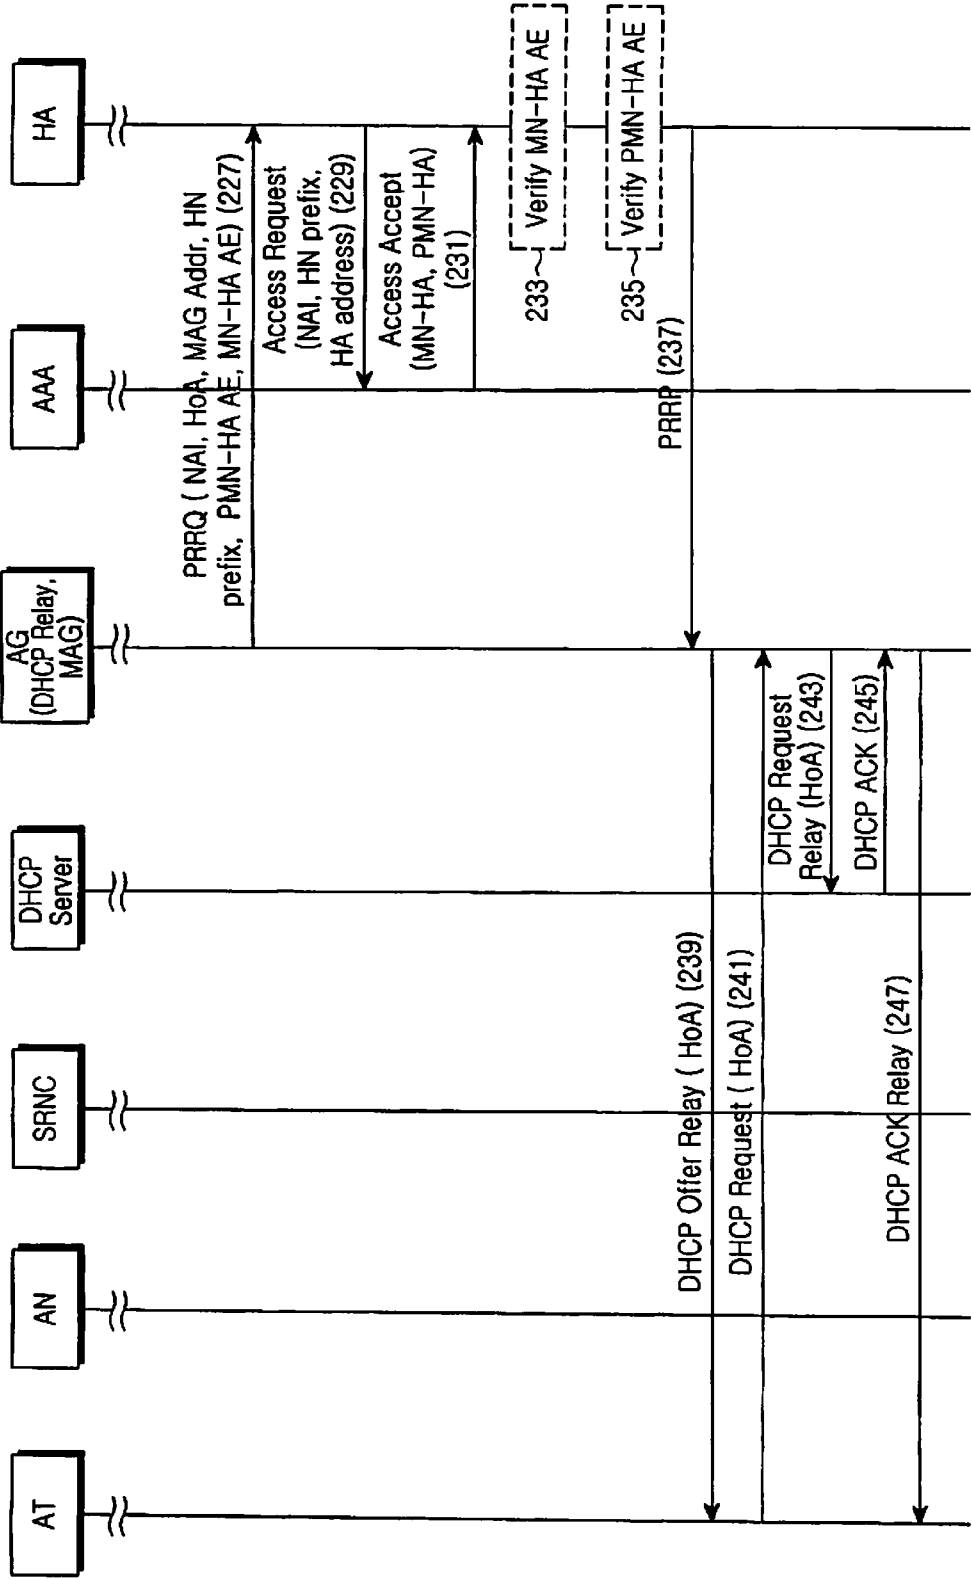 AT
AN
SRNC
DHCP
Server
AG
(DHCP Relay,
MAG)
AAA
HA
PRRQ ( NAI, HoA, MAG Addr, HN
prefix, PMN-HA AE, MN-HA AE) (227)
Access Request
(NAI, HN prefix,
HA address) (229)
Access Accept
(MN-HA, PMN-HA)
(231)
233
Verify MN-HA AE
235
Verify PMN-HA AE
PRRP (237)
DHCP Offer Relay ( HoA) (239)
DHCP Request ( HoA) (241)
DHCP Request
Relay (HoA) (243)
DHCP ACK (245)
DHCP ACK Relay (247)